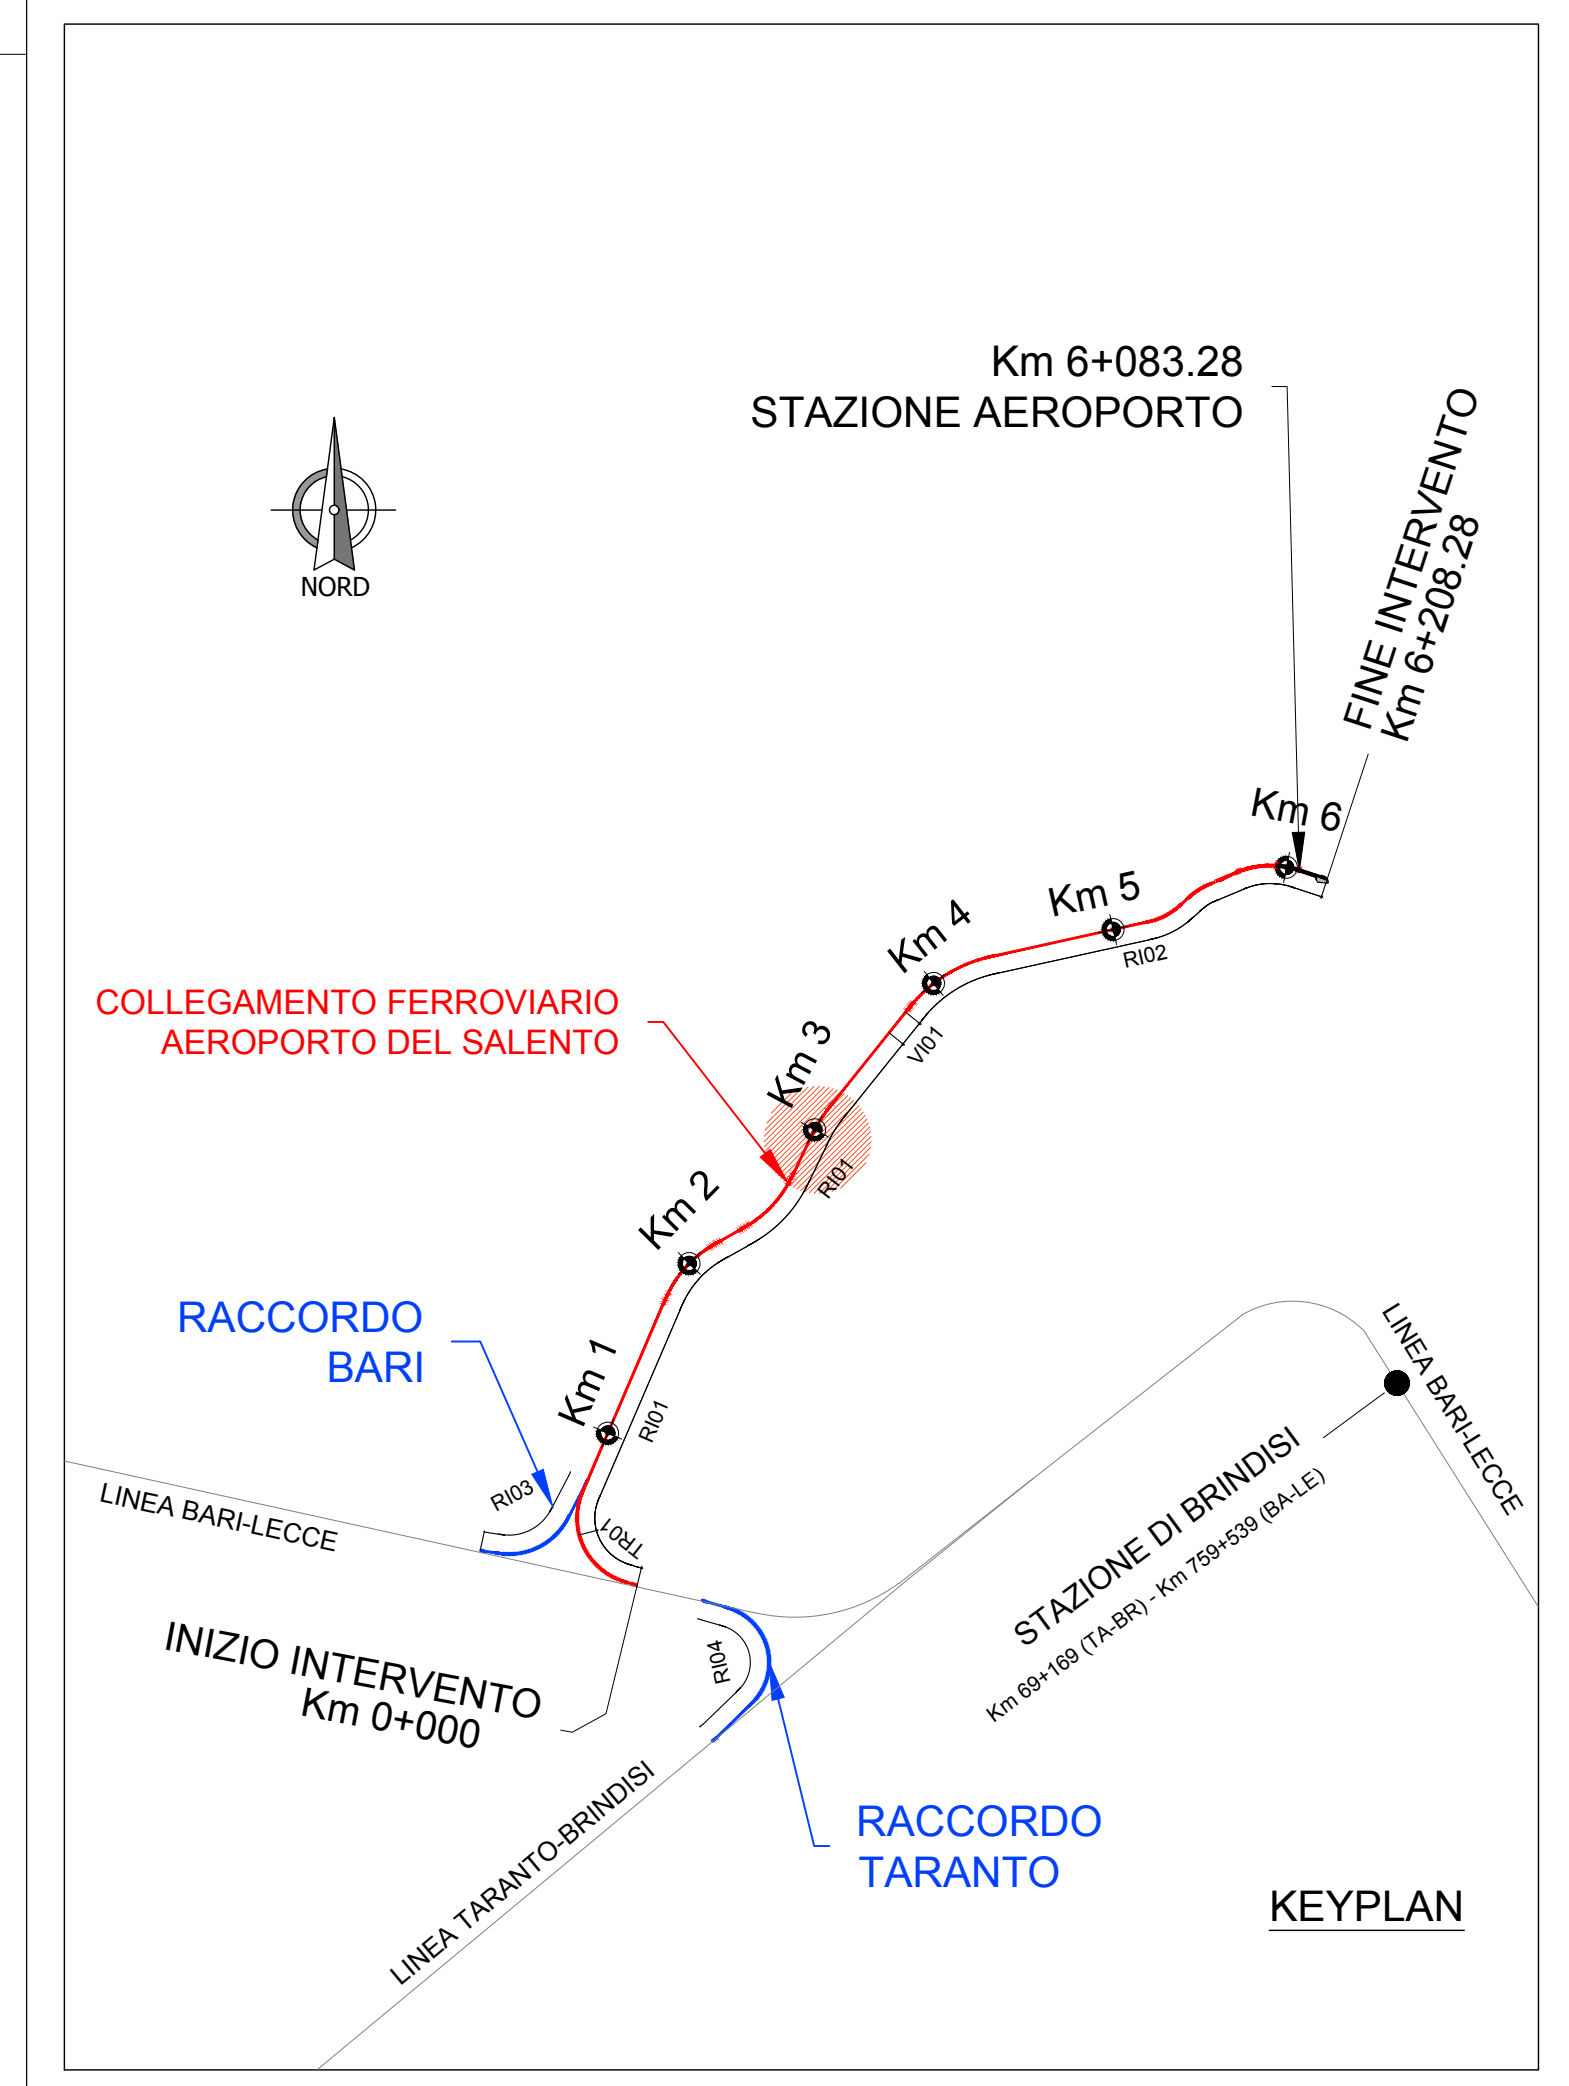 Km 6+083.28
STAZIONE AEROPORTO
FINE INTERVENTO
Km 6+208.28
NORD
Km 6
Km 5
Km 4
RI02
COLLEGAMENTO FERROVIARIO
AEROPORTO DEL SALENTO
Km 3
VI01
RI01
Km 2
RACCORDO
BARI
Km 1
RI01
LINEA BARI-LECCE
RI03
LINEA BARI-LECCE
TR01
STAZIONE DI BRINDISI
Km 69+169 (TA-BR) - Km 759+539 (BA-LE)
INIZIO INTERVENTO
Km 0+000
RI04
LINEA TARANTO-BRINDISI
RACCORDO
TARANTO
KEYPLAN